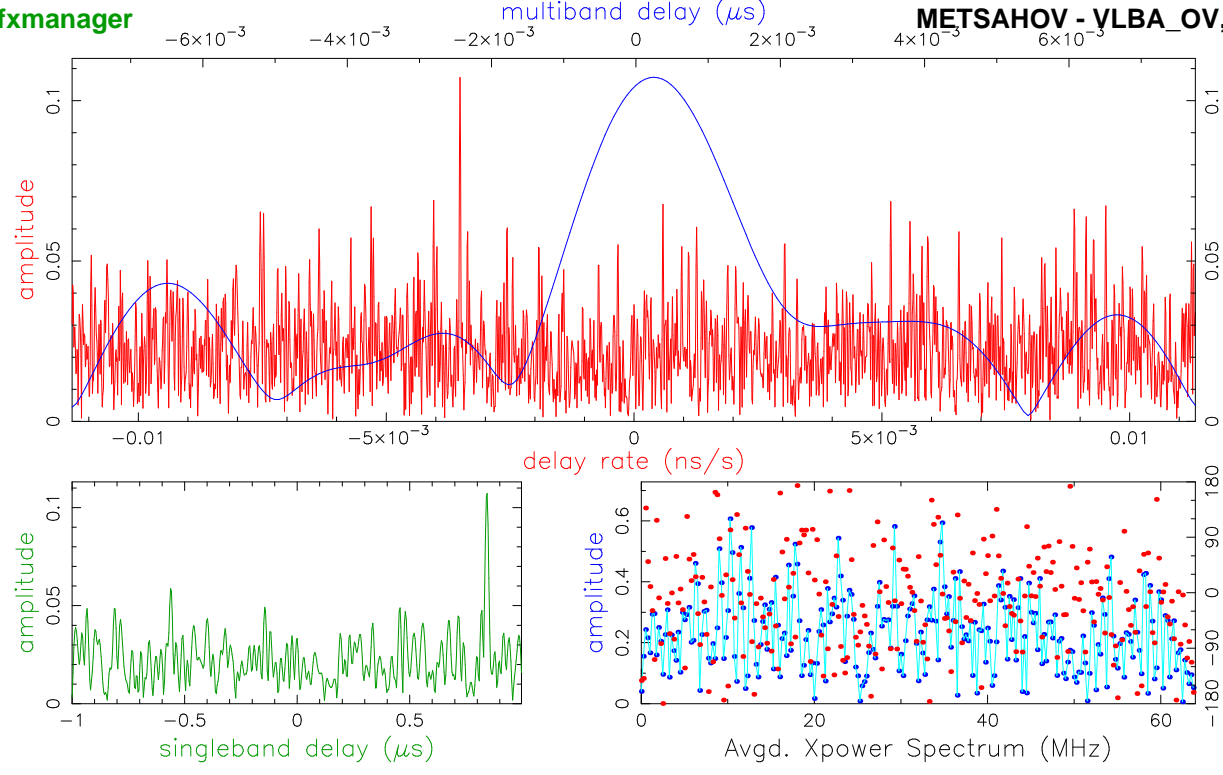 fxmanager
multiband delay (μs)
METSAHOV - VLBA_OV,
−6×10⁻³ −4×10⁻³ −2×10⁻³ 0 2×10⁻³ 4×10⁻³ 6×10⁻³
amplitude
0 0.05 0.1
0 0.05 0.1
−0.01 −5×10⁻³ 0 5×10⁻³ 0.01
delay rate (ns/s)
amplitude
0 0.05 0.1
−1 −0.5 0 0.5
singleband delay (μs)
amplitude
0 0.2 0.4 0.6
−180 −90 0 90 180
0 20 40 60
Avgd. Xpower Spectrum (MHz)